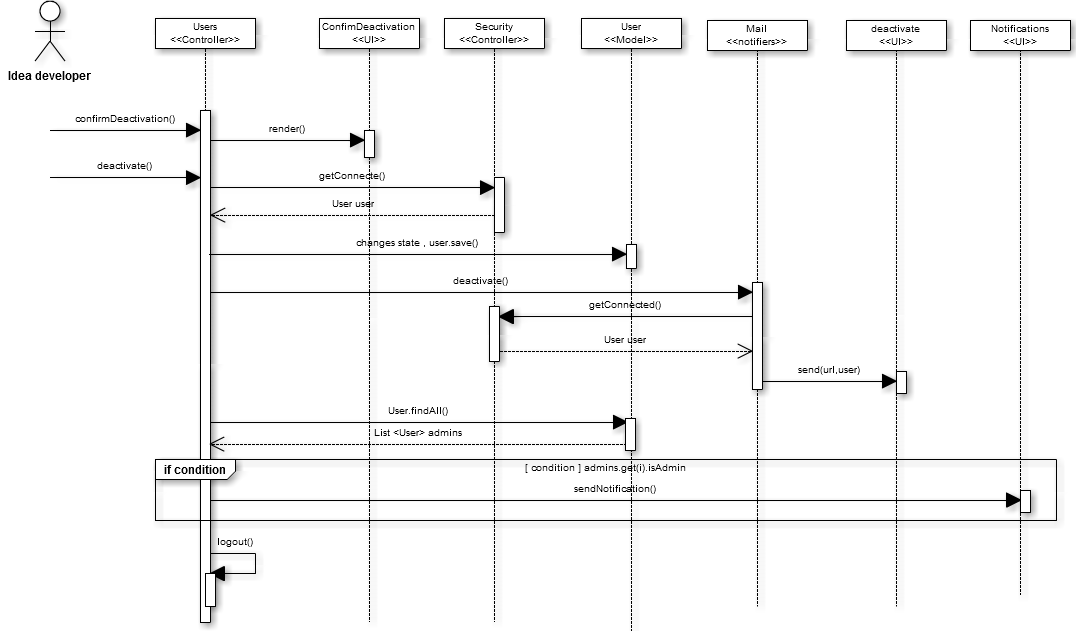 Users
<<Controller>>
ConfimDeactivation
<<UI>>
Security
<<Controller>>
User
<<Model>>
Mail
<<notifiers>>
deactivate
<<UI>>
Notifications
<<UI>>
Idea developer
confirmDeactivation()
render()
deactivate()
getConnecte()
User user
changes state , user.save()
deactivate()
getConnected()
User user
send(url,user)
User.findAll()
List <User> admins
if condition
[ condition ] admins.get(i).isAdmin
sendNotification()
logout()